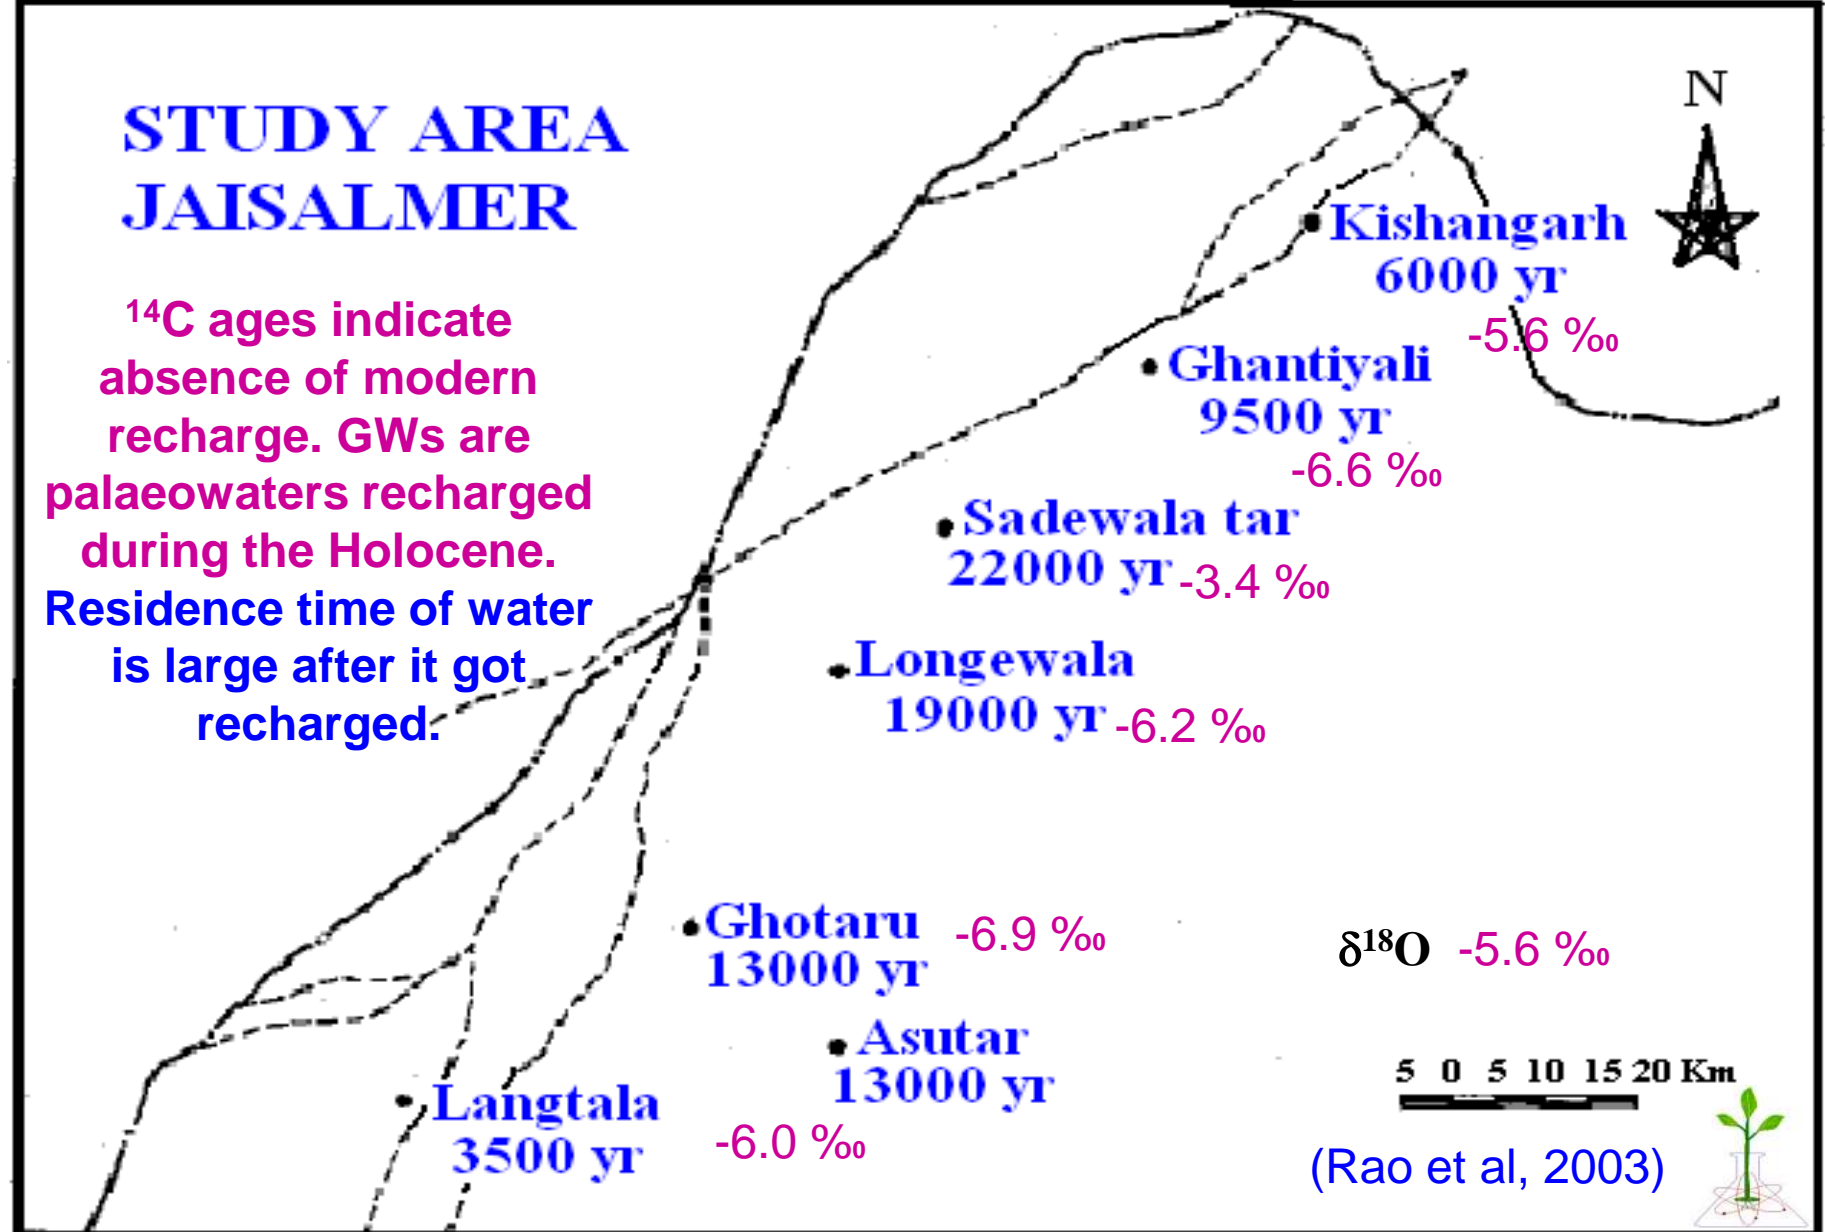 STUDY AREA
JAISALMER
¹⁴C ages indicate
absence of modern
recharge. GWs are
palaeowaters recharged
during the Holocene.
Residence time of water
is large after it got
recharged.
N
Kishangarh
6000 yr
-5.6 ‰
Ghantiyali
9500 yr
-6.6 ‰
Sadewala tar
22000 yr -3.4 ‰
Longewala
19000 yr -6.2 ‰
Ghotaru -6.9 ‰
13000 yr
δ¹⁸O -5.6 ‰
Asutar
13000 yr
Langtala
3500 yr -6.0 ‰
5 0 5 10 15 20 Km
(Rao et al, 2003)